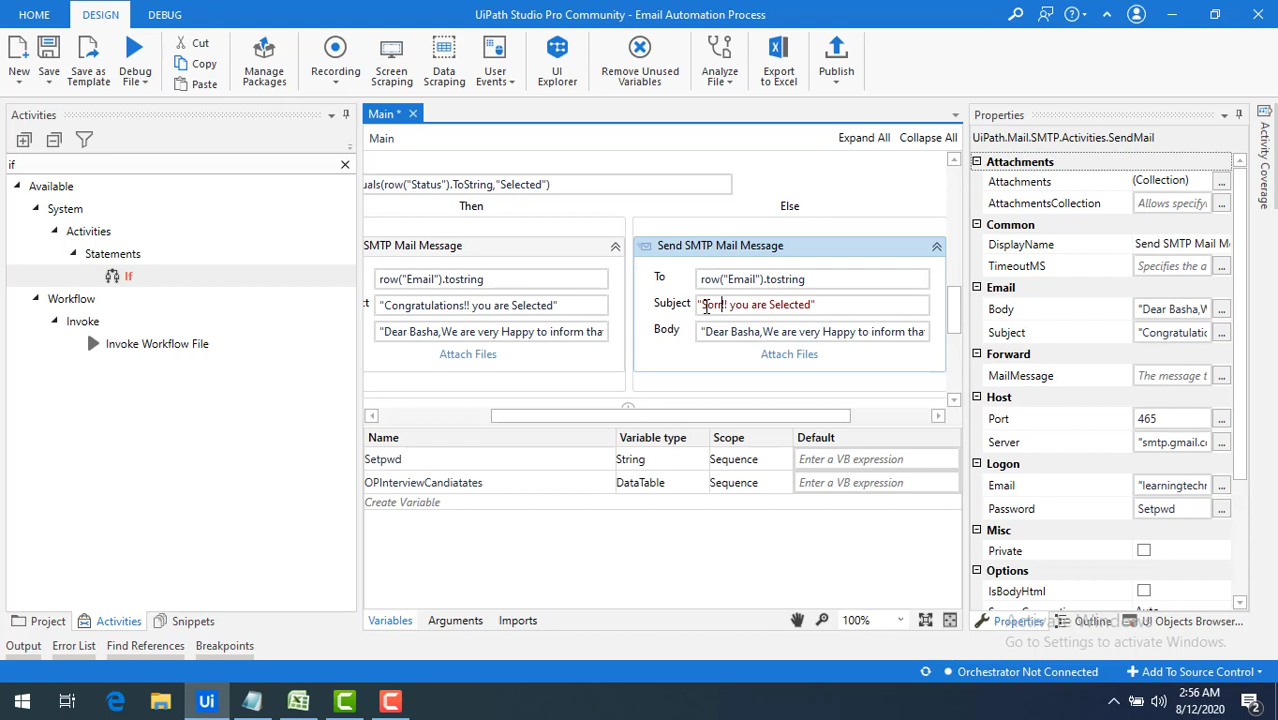 HOME DESIGN DEBUG UiPath Studio Pro Community - Email Automation Process
New Save Save as Template Debug File Cut Copy Paste Manage Packages Recording Screen Scraping Data Scraping User Events UI Explorer Remove Unused Variables Analyze File Export to Excel Publish
Activities
if
Available
System
Activities
Statements
If
Workflow
Invoke
Invoke Workflow File
Project Activities Snippets
Main *
Main Expand All Collapse All
uals(row("Status").ToString,"Selected")
Then Else
SMTP Mail Message
row("Email").tostring
"Congratulations!! you are Selected"
"Dear Basha,We are very Happy to inform tha
Attach Files
Send SMTP Mail Message
To row("Email").tostring
Subject "Sorr!! you are Selected"
Body "Dear Basha,We are very Happy to inform tha
Attach Files
Name Variable type Scope Default
Setpwd String Sequence Enter a VB expression
OPInterviewCandiatates DataTable Sequence Enter a VB expression
Create Variable
Variables Arguments Imports 100%
Properties
UiPath.Mail.SMTP.Activities.SendMail
Attachments
Attachments (Collection) ...
AttachmentsCollection Allows specify ...
Common
DisplayName Send SMTP Mail M
TimeoutMS Specifies the a
Email
Body "Dear Basha,W ...
Subject "Congratulatic ...
Forward
MailMessage The message t ...
Host
Port 465 ...
Server "smtp.gmail.cc ...
Logon
Email "learningtechr ...
Password Setpwd ...
Misc
Private
Options
IsBodyHtml
Properties Outline UI Objects Browser...
Activity Coverage
Activate Windows
Go to Settings to activate Windows.
Output Error List Find References Breakpoints
Orchestrator Not Connected Add To Source Control
Ui
2:56 AM
8/12/2020
2